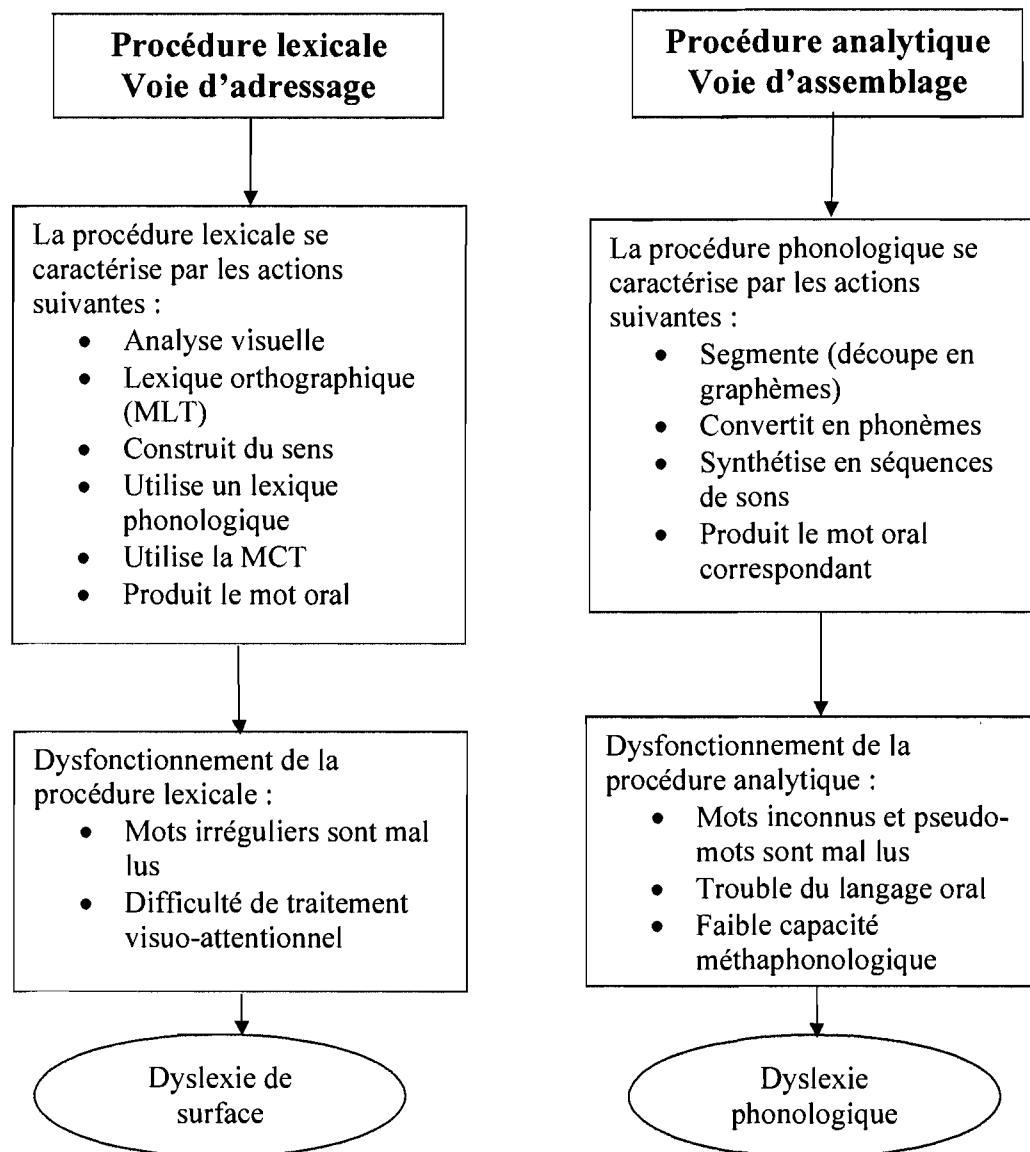 Procédure lexicale
Voie d'adressage
La procédure lexicale se
caractérise par les actions
suivantes :
• Analyse visuelle
• Lexique orthographique
(MLT)
• Construit du sens
• Utilise un lexique
phonologique
• Utilise la MCT
• Produit le mot oral
Dysfonctionnement de la
procédure lexicale :
• Mots irréguliers sont mal
lus
• Difficulté de traitement
visuo-attentionnel
Dyslexie de
surface
Procédure analytique
Voie d'assemblage
La procédure phonologique se
caractérise par les actions
suivantes :
• Segmente (découpe en
graphèmes)
• Convertit en phonèmes
• Synthétise en séquences
de sons
• Produit le mot oral
correspondant
Dysfonctionnement de la
procédure analytique :
• Mots inconnus et pseudo-
mots sont mal lus
• Trouble du langage oral
• Faible capacité
méthaphonologique
Dyslexie
phonologique